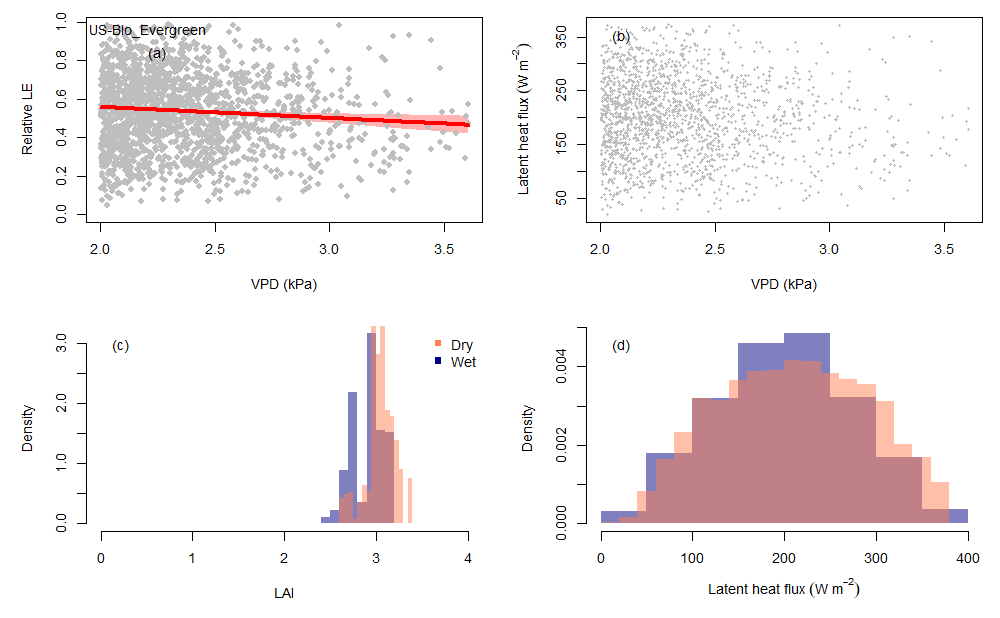 US-Blo_Evergreen
(a)
Relative LE
0.0 0.2 0.4 0.6 0.8 1.0
2.0 2.5 3.0 3.5
VPD (kPa)
(b)
Latent heat flux (W m−2)
50 150 250 350
2.0 2.5 3.0 3.5
VPD (kPa)
(c)
Dry
Wet
Density
0.0 1.0 2.0 3.0
0 1 2 3 4
LAI
(d)
Density
0.000 0.002 0.004
0 100 200 300 400
Latent heat flux (W m−2)